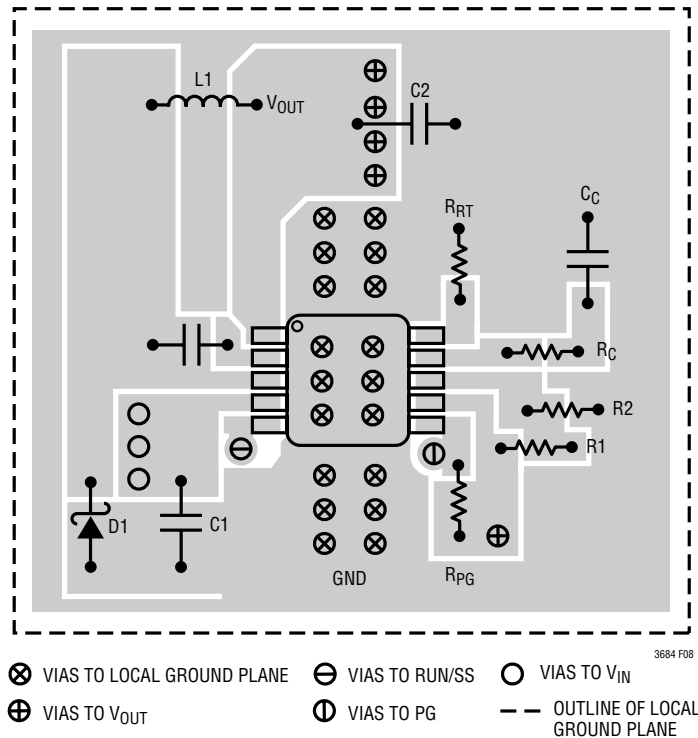 L1
VOUT
C2
RRT
CC
RC
R2
R1
D1
C1
GND
RPG
3684 F08
VIAS TO LOCAL GROUND PLANE
VIAS TO RUN/SS
VIAS TO VIN
VIAS TO VOUT
VIAS TO PG
OUTLINE OF LOCAL
GROUND PLANE